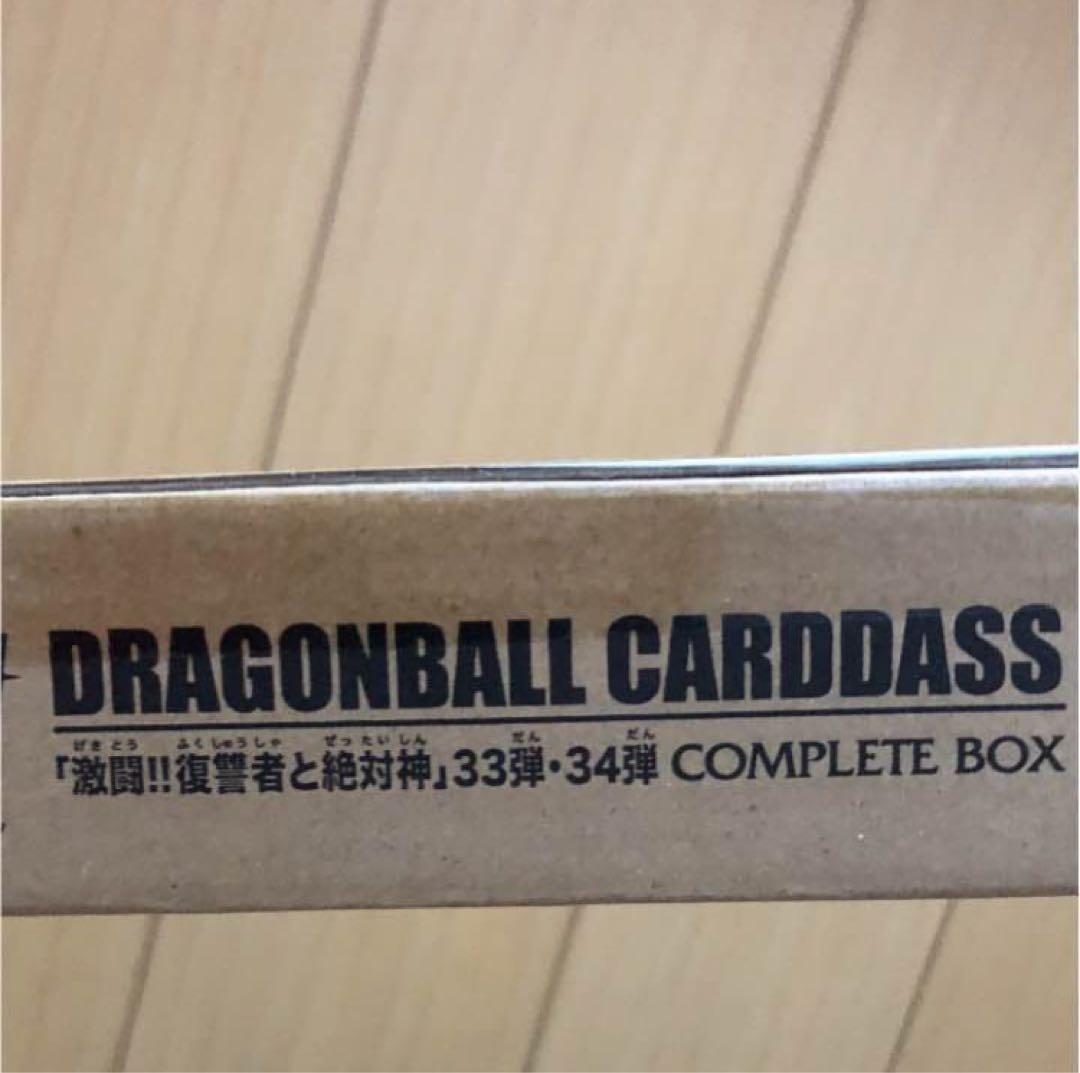 DRAGONBALL CARDDASS
げきとう ふくしゅうしゃ ぜったいしん だん だん
「激闘!!復讐者と絶対神」33弾・34弾 COMPLETE BOX